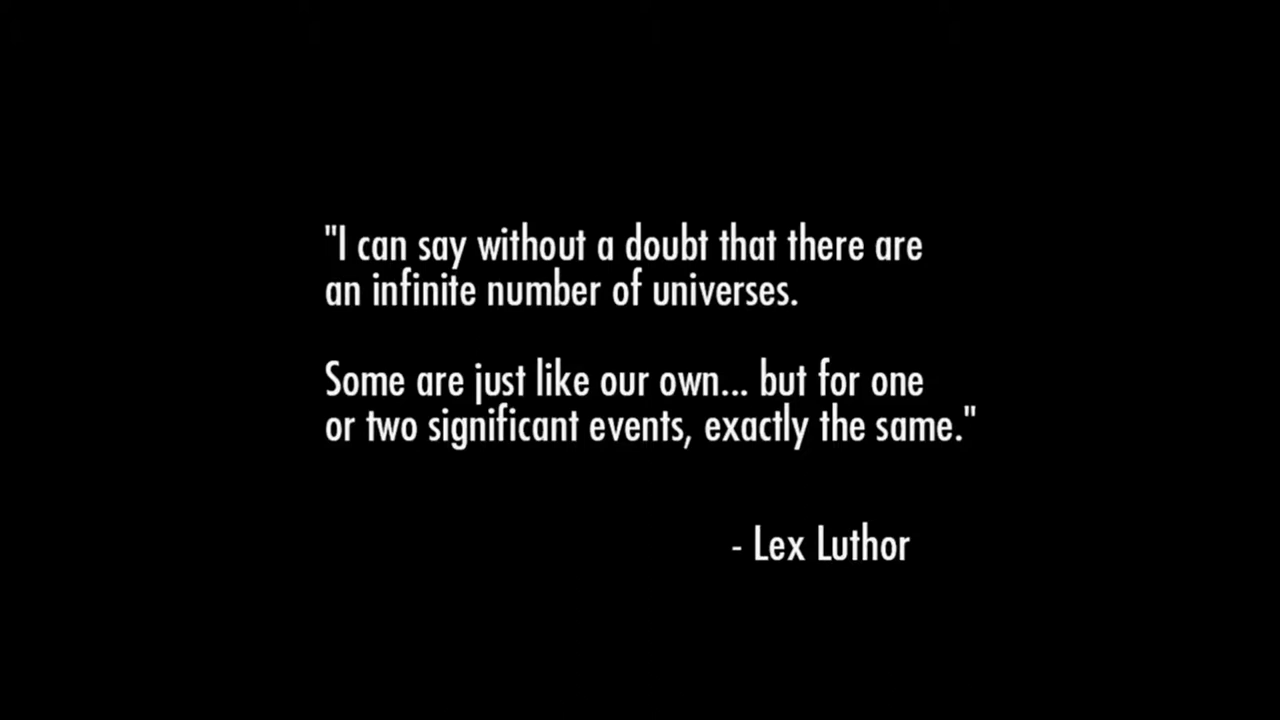 "I can say without a doubt that there are
an infinite number of universes.
Some are just like our own... but for one
or two significant events, exactly the same."
- Lex Luthor